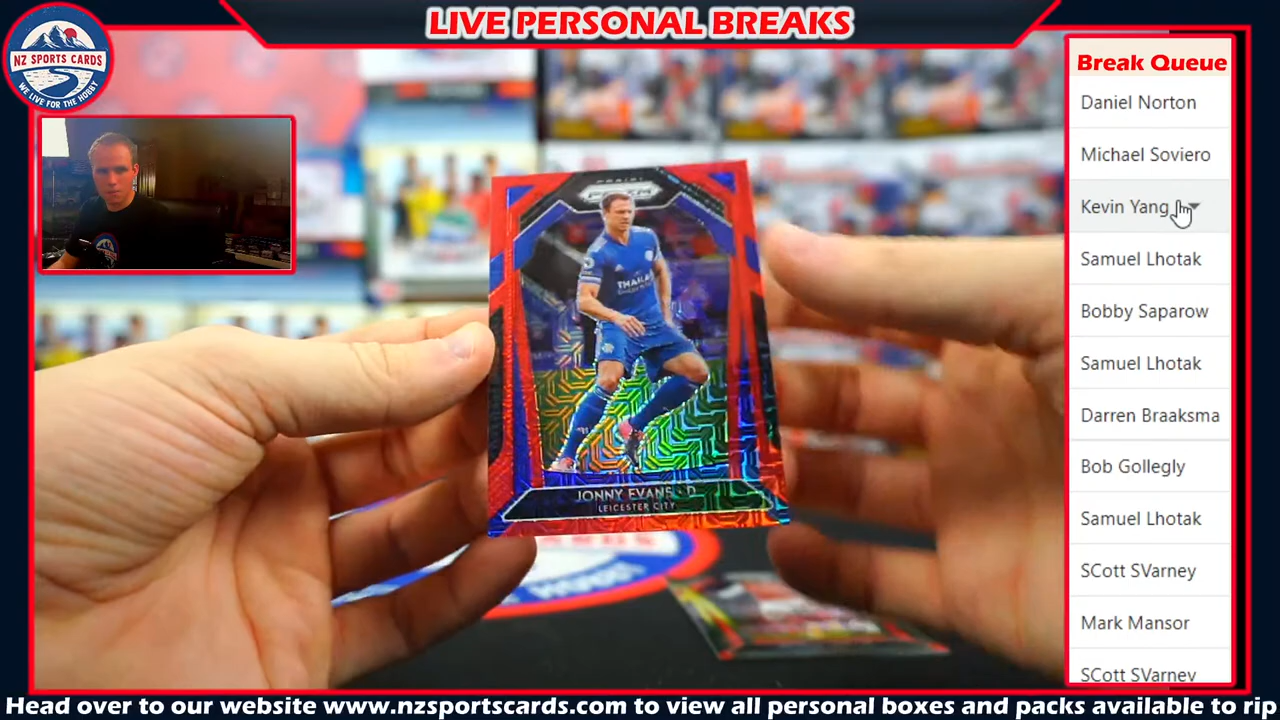 LIVE PERSONAL BREAKS
NZ SPORTS CARDS
WE LIVE FOR THE HOBBY
Break Queue
Daniel Norton
Michael Soviero
Kevin Yang
Samuel Lhotak
Bobby Saparow
Samuel Lhotak
Darren Braaksma
Bob Gollegly
Samuel Lhotak
SCott SVarney
Mark Mansor
SCott SVarney
PANINI
PRIZM
THAILAND
JONNY EVANS - D
LEICESTER CITY
HOBBY
Head over to our website www.nzsportscards.com to view all personal boxes and packs available to rip